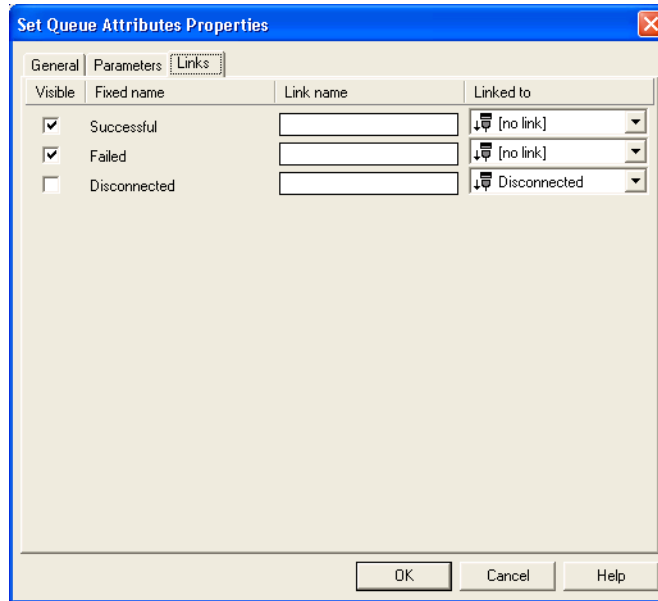 Set Queue Attributes Properties
General Parameters Links
Visible Fixed name Link name Linked to
Successful [no link]
Failed [no link]
Disconnected Disconnected
OK Cancel Help